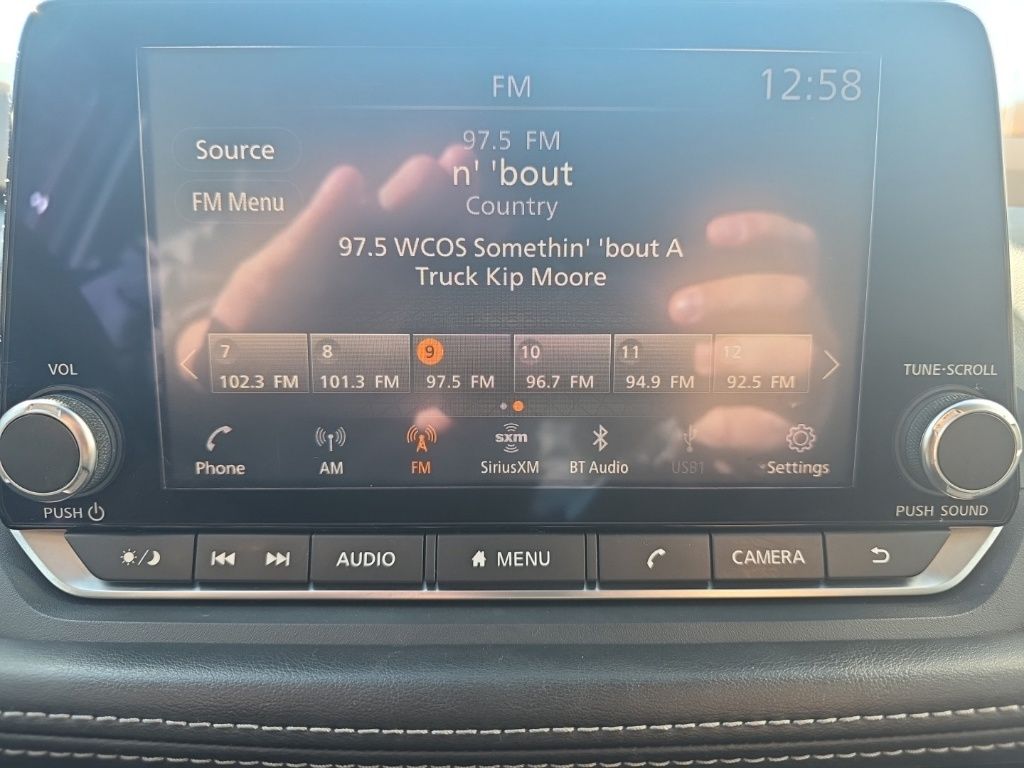 FM
12:58
Source
97.5 FM
n' 'bout
FM Menu
Country
97.5 WCOS Somethin' 'bout A
Truck Kip Moore
7 8 9 10 11 12
102.3 FM 101.3 FM 97.5 FM 96.7 FM 94.9 FM 92.5 FM
VOL
TUNE·SCROLL
sxm
Phone AM FM SiriusXM BT Audio USB1 Settings
PUSH
PUSH SOUND
AUDIO MENU CAMERA